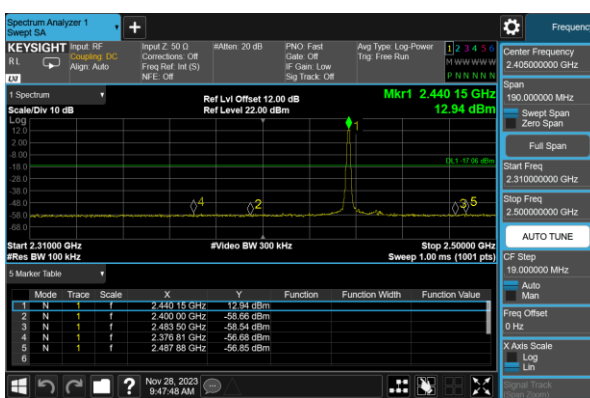 Spectrum Analyzer 1
Swept SA
Frequenc
KEYSIGHT Input: RF Input Z: 50 Ω #Atten: 20 dB PNO: Fast Avg Type: Log-Power 1 2 3 4 5 6
RL Coupling: DC Corrections: Off Gate: Off Trig: Free Run M W W W W W
Align: Auto Freq Ref: Int (S) IF Gain: Low
NFE: Off Sig Track: Off P N N N N N
LXI
1 Spectrum
Ref Lvl Offset 12.00 dB Mkr1 2.440 15 GHz
Scale/Div 10 dB Ref Level 22.00 dBm 12.94 dBm
Log
12.0
2.00
-8.00
-18.0
-28.0
-38.0
-48.0
-58.0
-68.0
1
DL1 -17.06 dBm
4
2
3
5
Start 2.31000 GHz #Video BW 300 kHz Stop 2.50000 GHz
#Res BW 100 kHz Sweep 1.00 ms (1001 pts)
5 Marker Table
Mode Trace Scale X Y Function Function Width Function Value
1 N 1 f 2.440 15 GHz 12.94 dBm
2 N 1 f 2.400 00 GHz -58.66 dBm
3 N 1 f 2.483 50 GHz -58.54 dBm
4 N 1 f 2.376 81 GHz -56.68 dBm
5 N 1 f 2.487 88 GHz -56.85 dBm
6
Nov 28, 2023
9:47:48 AM
Center Frequency
2.405000000 GHz
Span
190.000000 MHz
Swept Span
Zero Span
Full Span
Start Freq
2.310000000 GHz
Stop Freq
2.500000000 GHz
AUTO TUNE
CF Step
19.000000 MHz
Auto
Man
Freq Offset
0 Hz
X Axis Scale
Log
Lin
Signal Track
(Span Zoom)